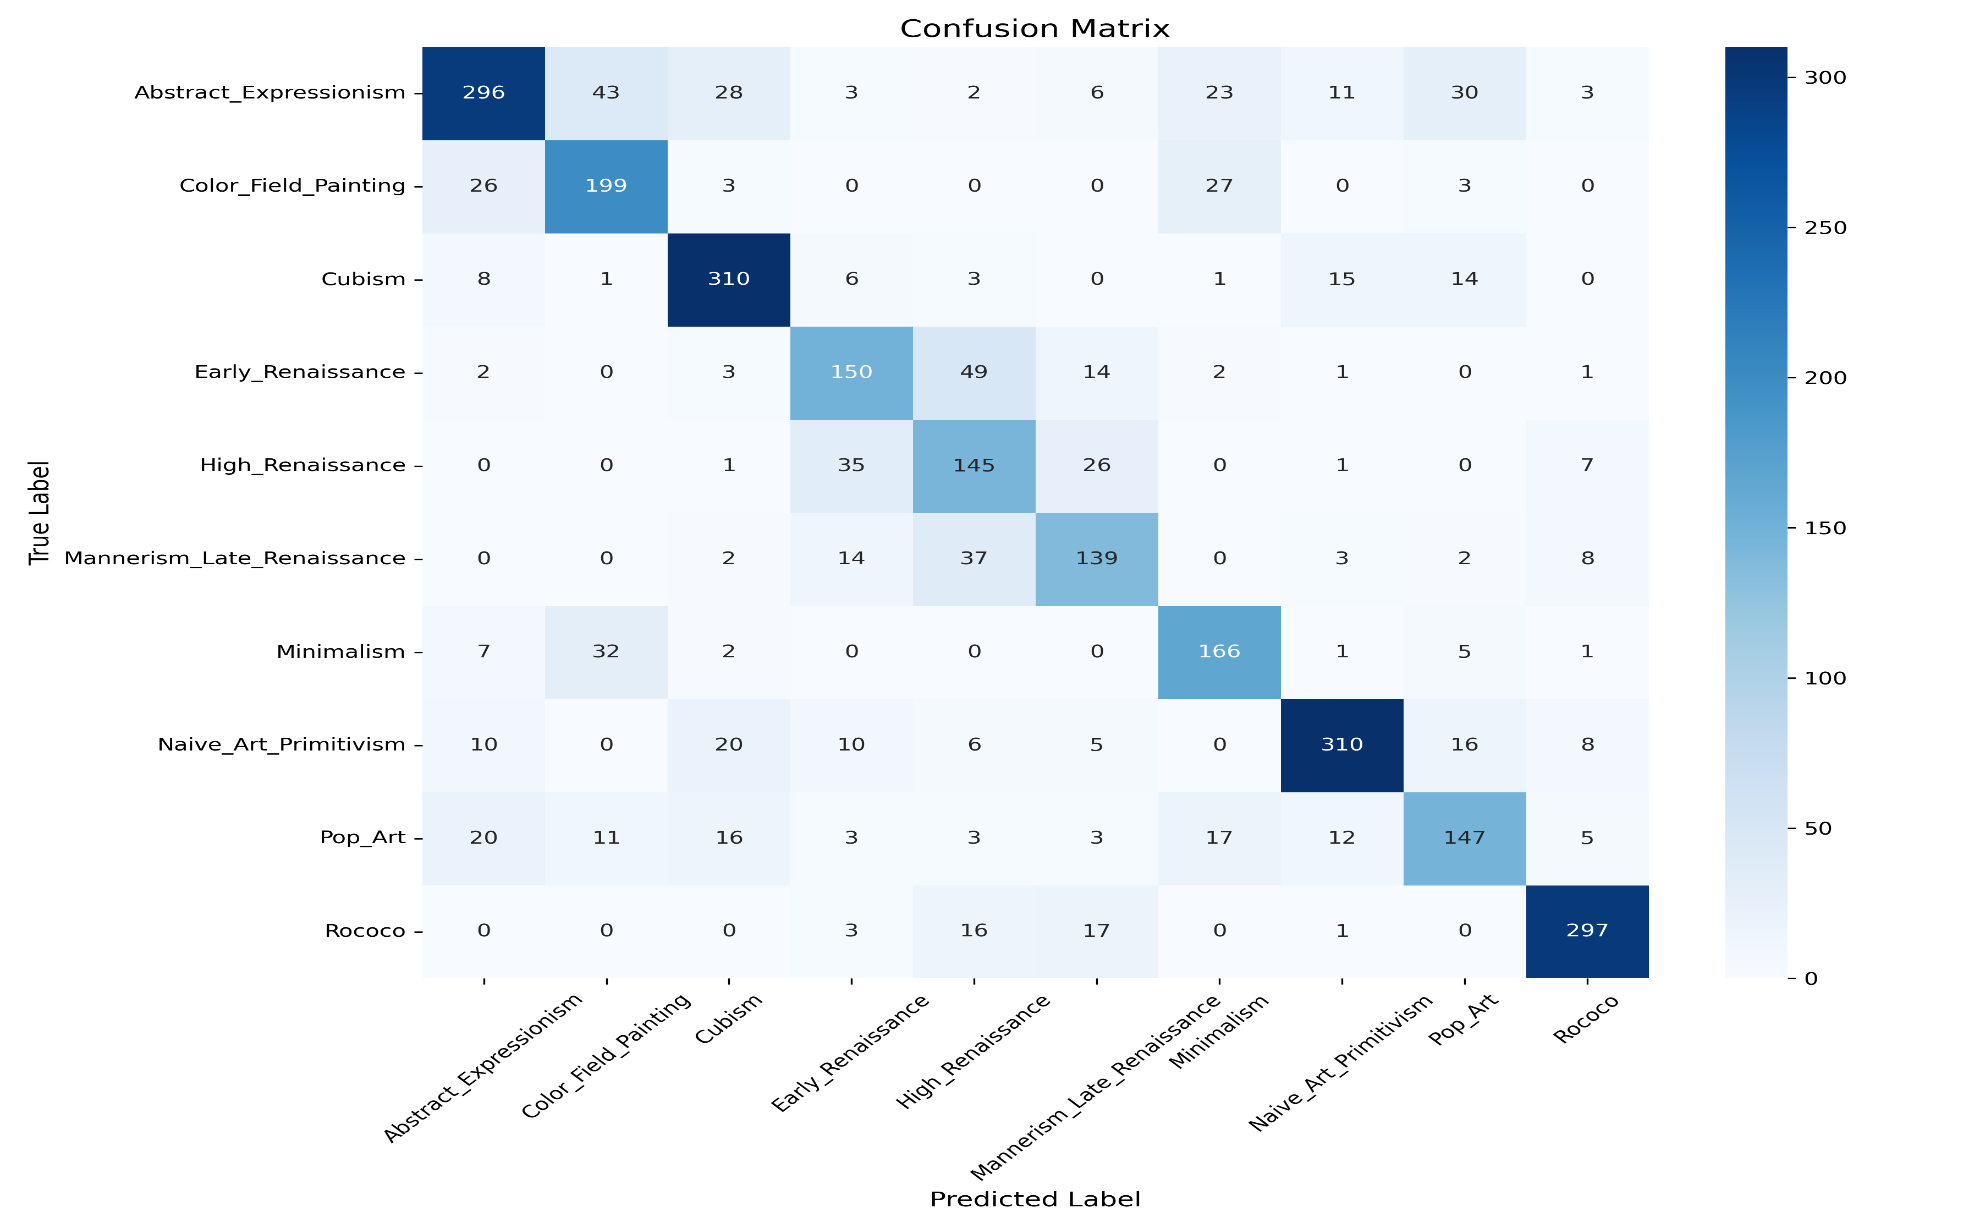 Confusion Matrix
Abstract_Expressionism 296 43 28 3 2 6 23 11 30 3
Color_Field_Painting 26 199 3 0 0 0 27 0 3 0
Cubism 8 1 310 6 3 0 1 15 14 0
Early_Renaissance 2 0 3 150 49 14 2 1 0 1
High_Renaissance 0 0 1 35 145 26 0 1 0 7
Mannerism_Late_Renaissance 0 0 2 14 37 139 0 3 2 8
Minimalism 7 32 2 0 0 0 166 1 5 1
Naive_Art_Primitivism 10 0 20 10 6 5 0 310 16 8
Pop_Art 20 11 16 3 3 3 17 12 147 5
Rococo 0 0 0 3 16 17 0 1 0 297
True Label
Abstract_Expressionism
Color_Field_Painting
Cubism
Early_Renaissance
High_Renaissance
Mannerism_Late_Renaissance
Minimalism
Naive_Art_Primitivism
Pop_Art
Rococo
Predicted Label
300
250
200
150
100
50
0